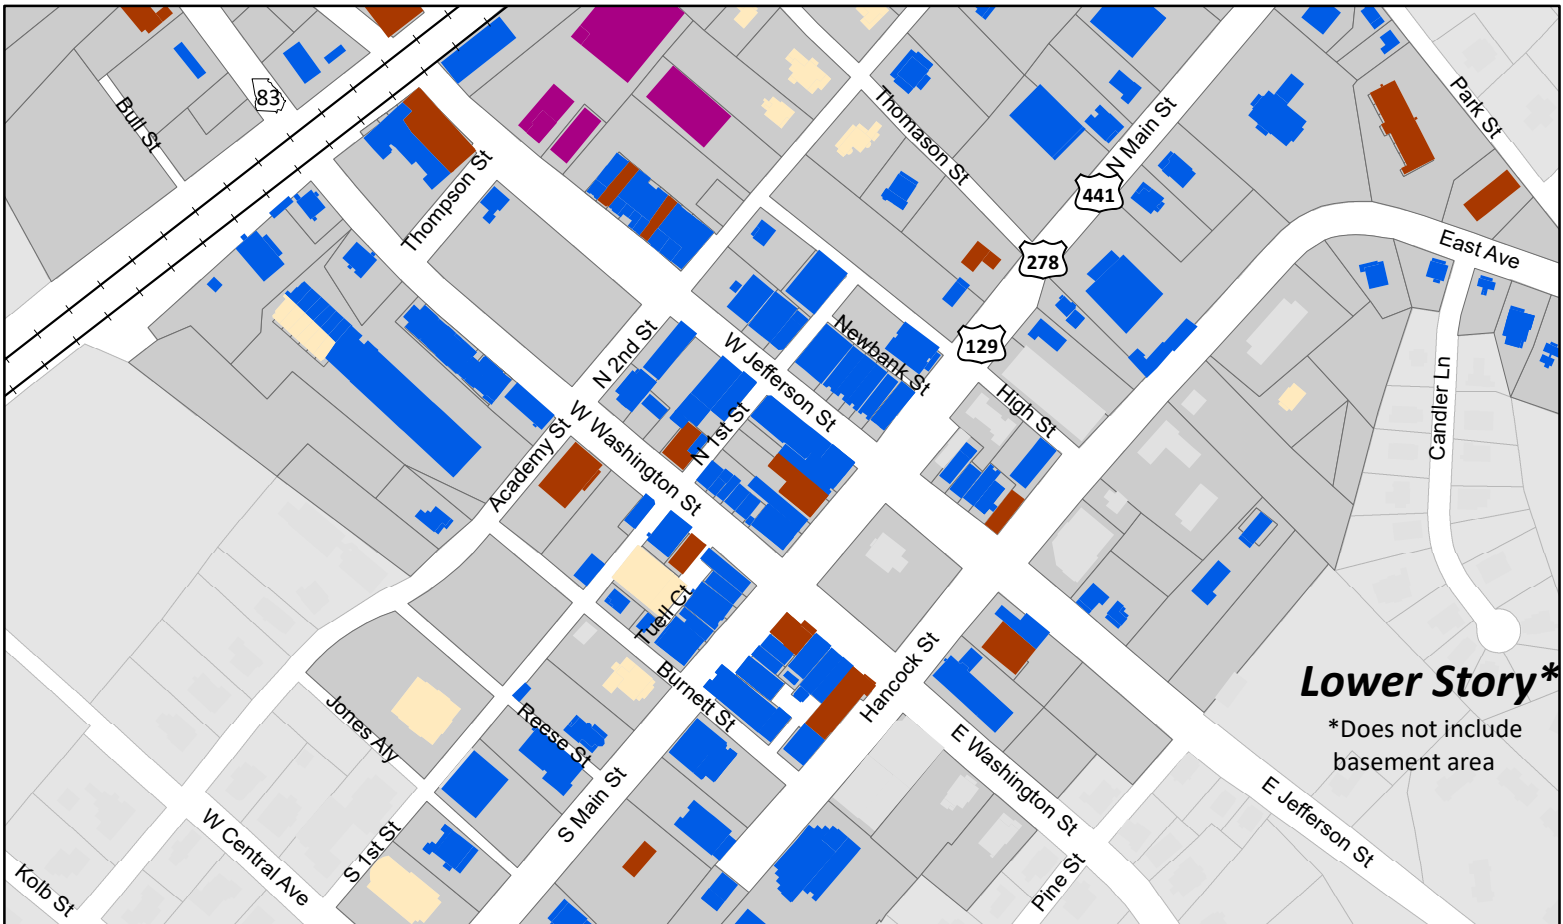 83
Bull St
Thompson St
Thomason St
N Main St
441
278
129
Park St
East Ave
Candler Ln
Newbank St
High St
N 2nd St
W Jefferson St
N 1st St
W Washington St
Academy St
Tuell Ct
Burnett St
Hancock St
Reese St
Jones Aly
S Main St
E Washington St
E Jefferson St
Pine St
S 1st St
W Central Ave
Kolb St
Lower Story*
*Does not include
basement area